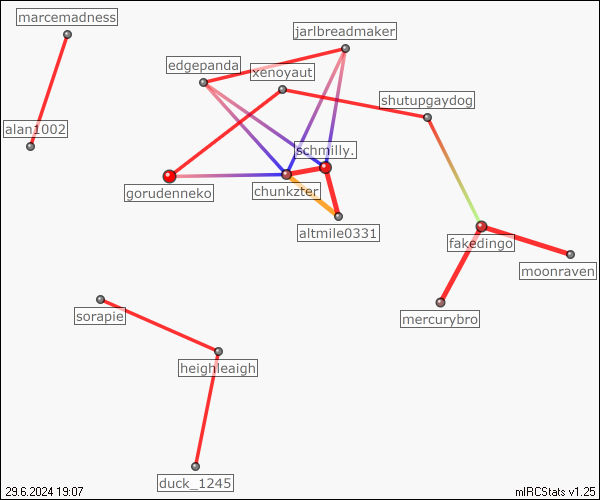 marcemadness
jarlbreadmaker
edgepanda
xenoyaut
shutupgaydog
alan1002
schmilly.
gorudenneko
chunkzter
altmile0331
fakedingo
moonraven
sorapie
mercurybro
heighleaigh
duck_1245
29.6.2024 19:07
mIRCStats v1.25